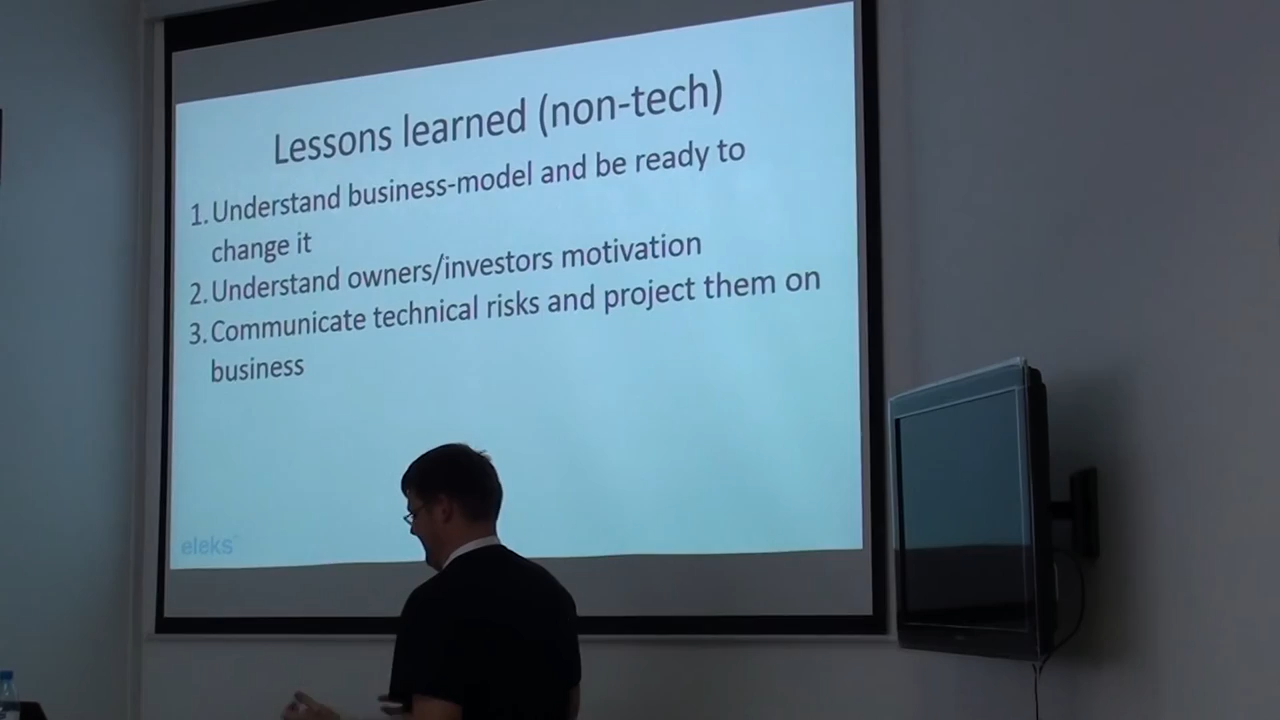 Lessons learned (non-tech)
1. Understand business-model and be ready to
change it
2. Understand owners/investors motivation
3. Communicate technical risks and project them on
business
eleks